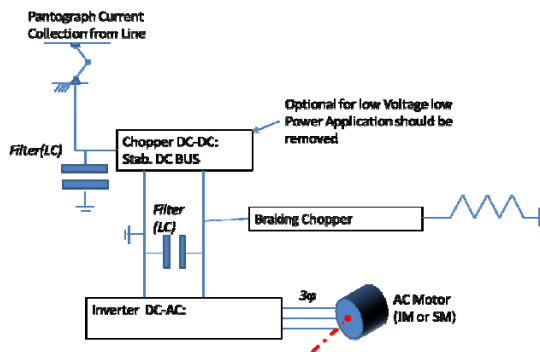 Pantograph Current
Collection from Line
Optional for low Voltage low
Power Application should be
removed
Filter(LC)
Chopper DC-DC:
Stab. DC BUS
Filter
(LC)
Braking Chopper
3φ
AC Motor
(IM or SM)
Inverter DC-AC: